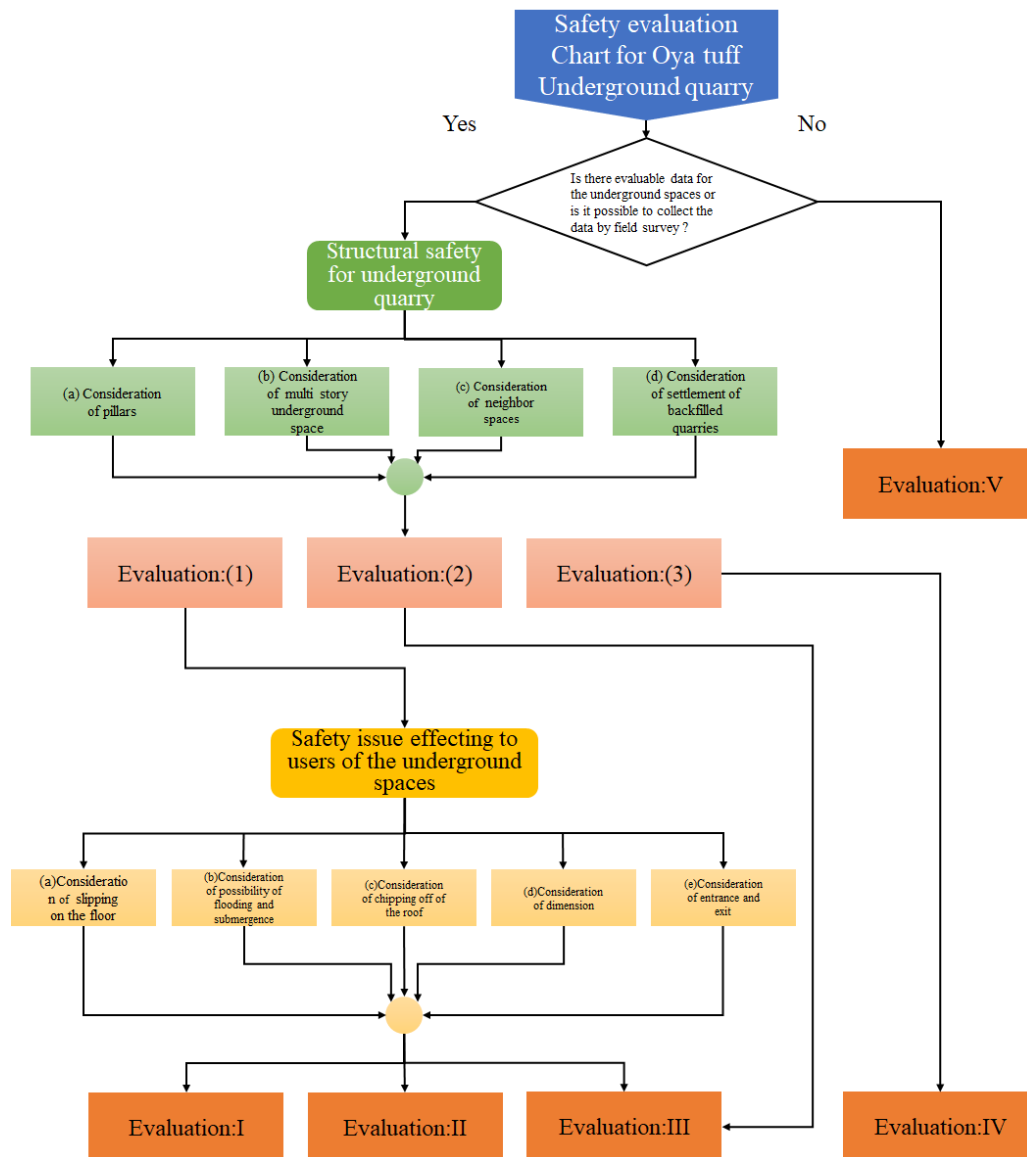 Safety evaluation
Chart for Oya tuff
Underground quarry
Yes
No
Is there evaluable data for
the underground spaces or
is it possible to collect the
data by field survey ?
Structural safety
for underground
quarry
(a) Consideration
of pillars
(b) Consideration
of multi story
underground
space
(c) Consideration
of neighbor
spaces
(d) Consideration
of settlement of
backfilled
quarries
Evaluation:V
Evaluation:(1)
Evaluation:(2)
Evaluation:(3)
Safety issue effecting to
users of the underground
spaces
(a)Consideratio
n of slipping
on the floor
(b)Consideration
of possibility of
flooding and
submergence
(c)Consideration
of chipping off of
the roof
(d)Consideration
of dimension
(e)Consideration
of entrance and
exit
Evaluation:I
Evaluation:II
Evaluation:III
Evaluation:IV